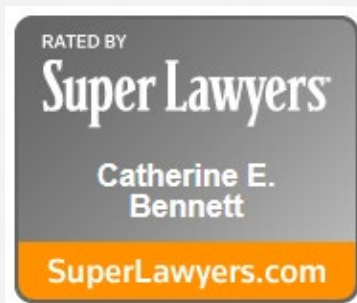 RATED BY
Super Lawyers
Catherine E.
Bennett
SuperLawyers.com